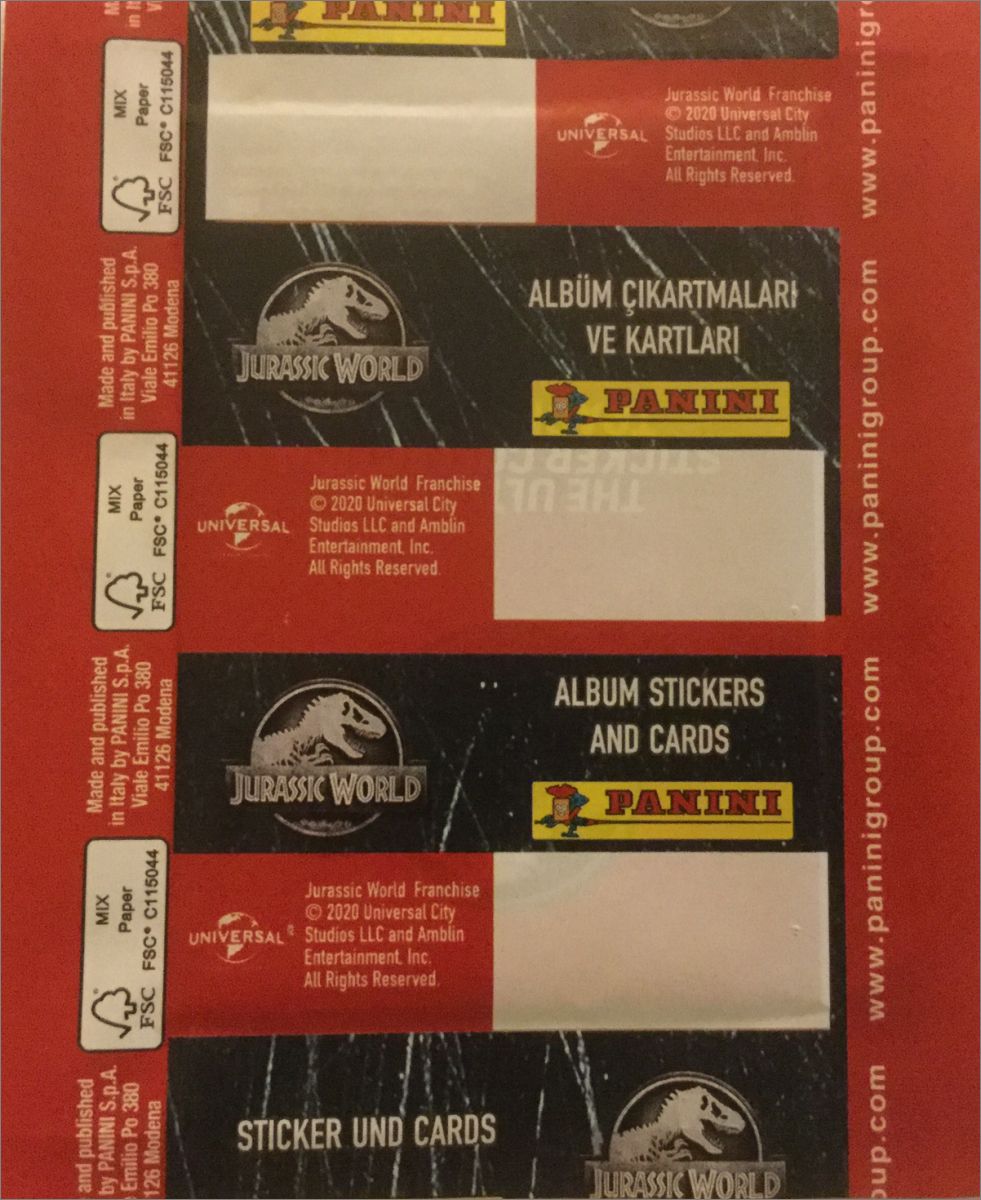 PANINI
Jurassic World Franchise
© 2020 Universal City
Studios LLC and Amblin
Entertainment, Inc.
All Rights Reserved.
UNIVERSAL
MIX
Paper
FSC® C115044
FSC
www.paninigr
Made and published
in Italy by PANINI S.p.A.
Viale Emilio Po 380
41126 Modena
JURASSIC WORLD
ALBÜM ÇIKARTMALARI
VE KARTLARI
PANINI
www.paninigroup.com
MIX
Paper
FSC® C115044
FSC
UNIVERSAL
Jurassic World Franchise
© 2020 Universal City
Studios LLC and Amblin
Entertainment, Inc.
All Rights Reserved.
Made and published
in Italy by PANINI S.p.A.
Viale Emilio Po 380
41126 Modena
JURASSIC WORLD
ALBUM STICKERS
AND CARDS
PANINI
www.paninigroup.com
MIX
Paper
FSC® C115044
FSC
UNIVERSAL®
Jurassic World Franchise
© 2020 Universal City
Studios LLC and Amblin
Entertainment, Inc.
All Rights Reserved.
and published
by PANINI S.p.A.
Emilio Po 380
126 Modena
STICKER UND CARDS
JURASSIC WORLD
up.com